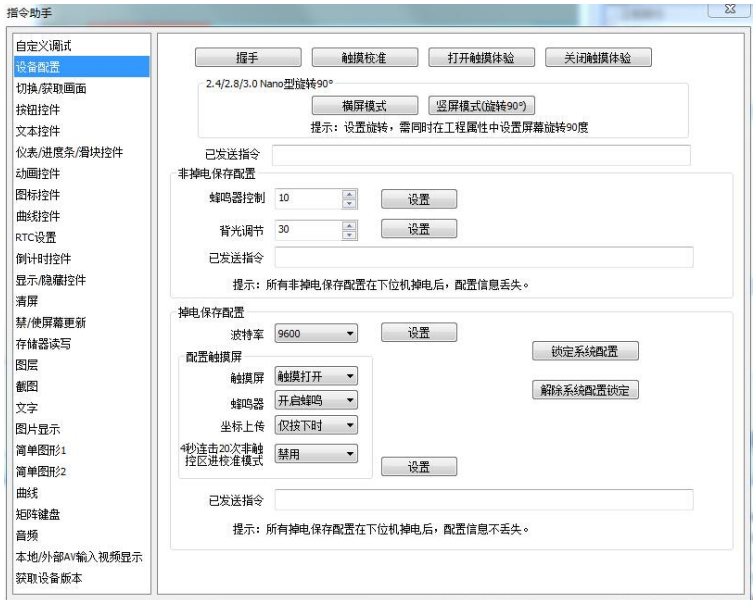 指令助手
自定义调试
设备配置
切换/获取画面
按钮控件
文本控件
仪表/进度条/滑块控件
动画控件
图标控件
曲线控件
RTC设置
倒计时控件
显示/隐藏控件
清屏
禁/使屏幕更新
存储器读写
图层
截图
文字
图片显示
简单图形1
简单图形2
曲线
矩阵键盘
音频
本地/外部AV输入视频显示
获取设备版本
握手 触摸校准 打开触摸体验 关闭触摸体验
2.4/2.8/3.0 Nano型旋转90°
横屏模式 竖屏模式(旋转90°)
提示：设置旋转，需同时在工程属性中设置屏幕旋转90度
已发送指令
非掉电保存配置
蜂鸣器控制 10 设置
背光调节 30 设置
已发送指令
提示：所有非掉电保存配置在下位机掉电后，配置信息丢失。
掉电保存配置
波特率 9600 设置
锁定系统配置
配置触摸屏
触摸屏 触摸打开
解除系统配置锁定
蜂鸣器 开启蜂鸣
坐标上传 仅按下时
4秒连击20次非触
控区进校准模式 禁用
设置
已发送指令
提示：所有掉电保存配置在下位机掉电后，配置信息不丢失。